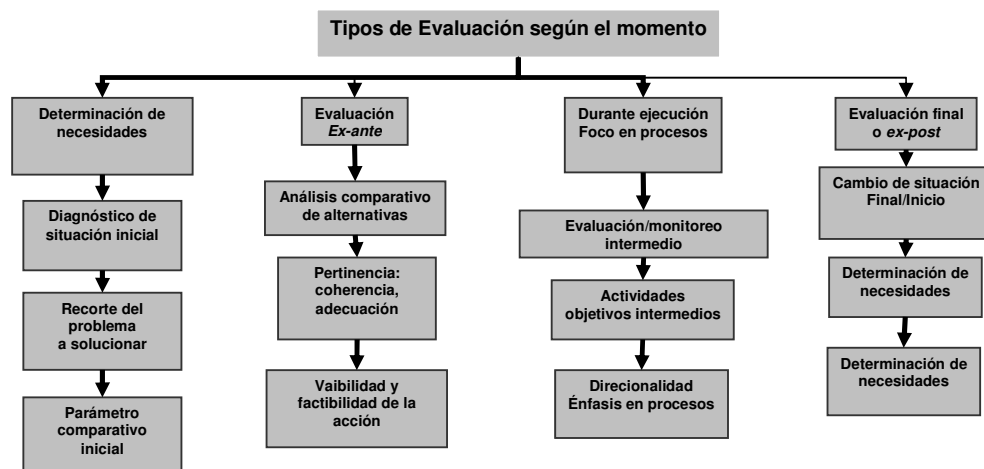 Tipos de Evaluación según el momento
Determinación de
necesidades
Diagnóstico de
situación inicial
Recorte del
problema
a solucionar
Parámetro
comparativo
inicial
Evaluación
Ex-ante
Análisis comparativo
de alternativas
Pertinencia:
coherencia,
adecuación
Vaibilidad y
factibilidad de la
acción
Durante ejecución
Foco en procesos
Evaluación/monitoreo
intermedio
Actividades
objetivos intermedios
Direcionalidad
Énfasis en procesos
Evaluación final
o ex-post
Cambio de situación
Final/Inicio
Determinación de
necesidades
Determinación de
necesidades